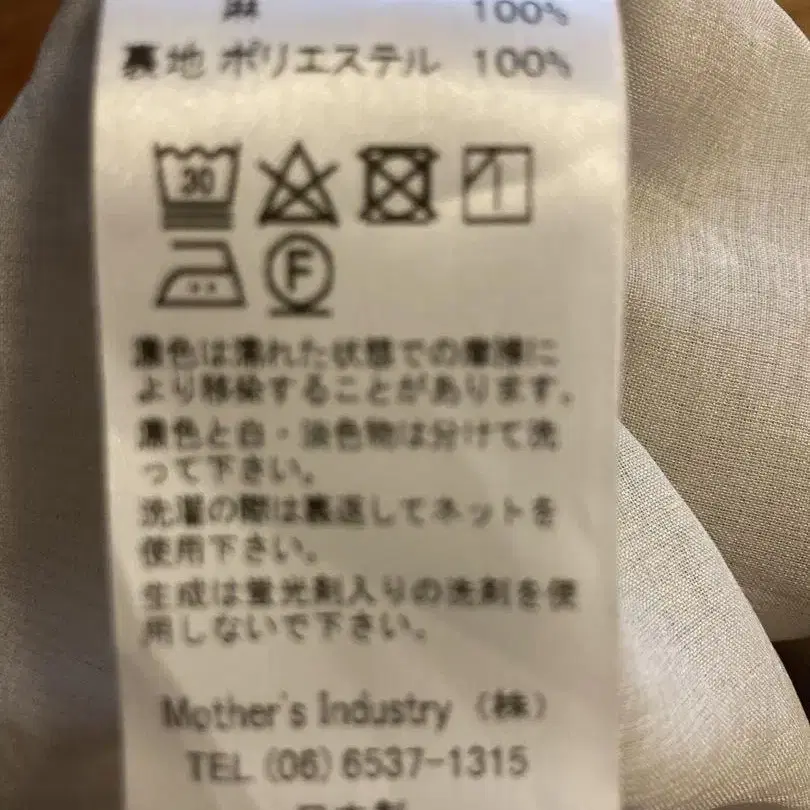 麻 100%
裏地 ポリエステル 100%
30
F
濃色は濡れた状態での摩擦に
より移染することがあります。
濃色と白・淡色物は分けて洗
って下さい。
洗濯の際は裏返してネットを
使用下さい。
生成は蛍光剤入りの洗剤を使
用しないで下さい。
Mother's Industry (株)
TEL (06) 6537-1315
日本製